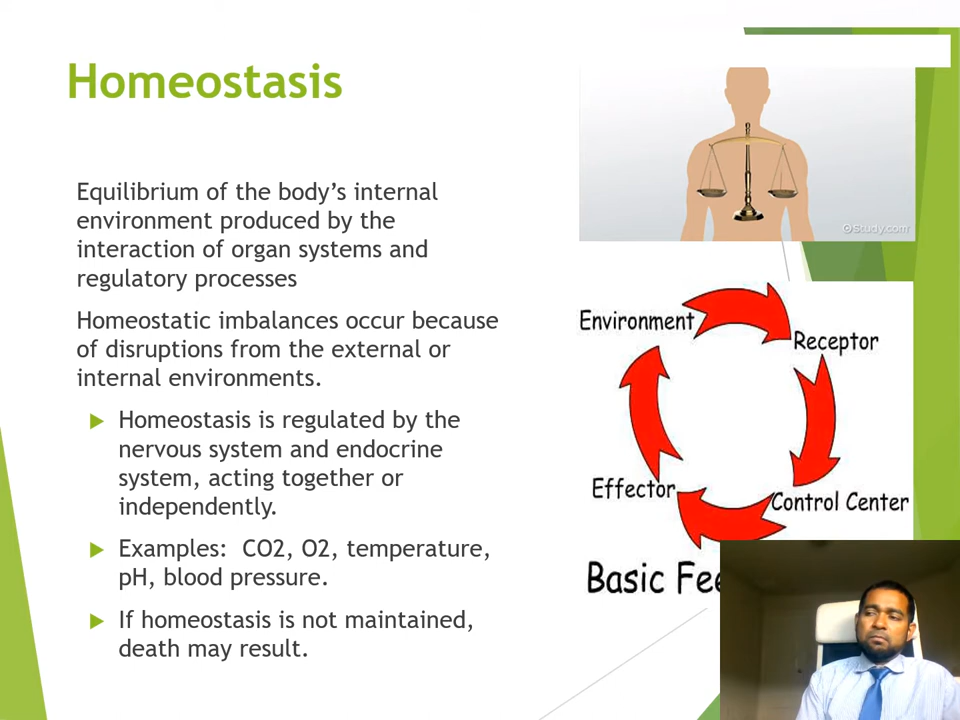 Homeostasis
Equilibrium of the body's internal
environment produced by the
interaction of organ systems and
regulatory processes
Homeostatic imbalances occur because
of disruptions from the external or
internal environments.
Homeostasis is regulated by the
nervous system and endocrine
system, acting together or
independently.
Examples:  CO2, O2, temperature,
pH, blood pressure.
If homeostasis is not maintained,
death may result.
Study.com
Environment
Receptor
Effector
Control Center
Basic